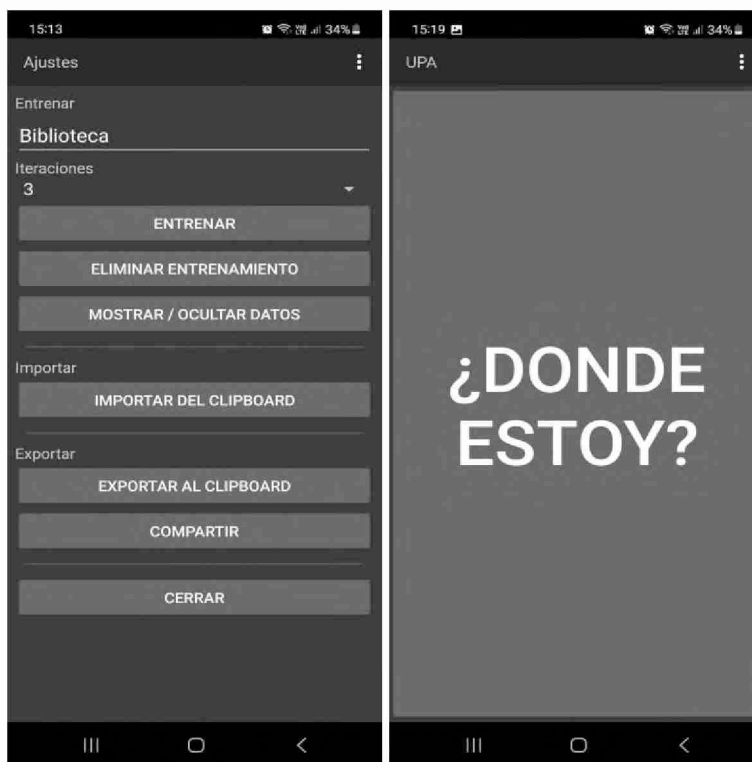 15:13
34%
Ajustes
Entrenar
Biblioteca
Iteraciones
3
ENTRENAR
ELIMINAR ENTRENAMIENTO
MOSTRAR / OCULTAR DATOS
Importar
IMPORTAR DEL CLIPBOARD
Exportar
EXPORTAR AL CLIPBOARD
COMPARTIR
CERRAR
15:19
34%
UPA
¿DONDE
ESTOY?